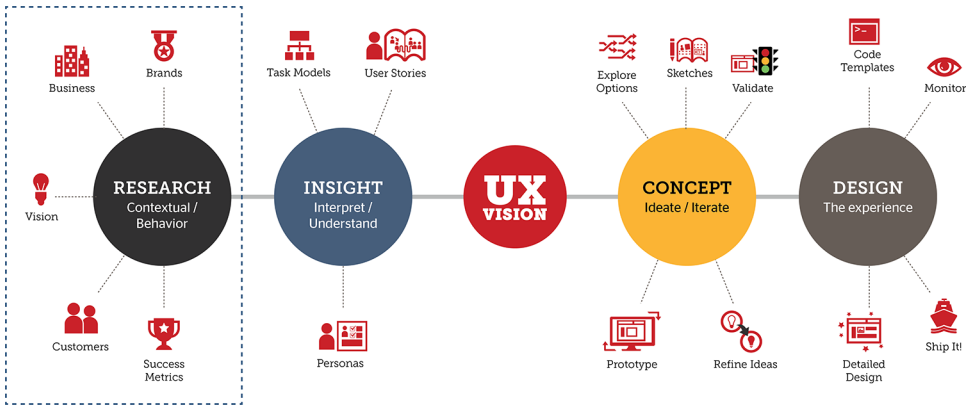 Business
Brands
Vision
RESEARCH
Contextual /
Behavior
Customers
Success
Metrics
Task Models
User Stories
INSIGHT
Interpret /
Understand
Personas
UX
VISION
Explore
Options
Sketches
Validate
CONCEPT
Ideate / Iterate
Prototype
Refine Ideas
Code
Templates
Monitor
DESIGN
The experience
Detailed
Design
Ship It!